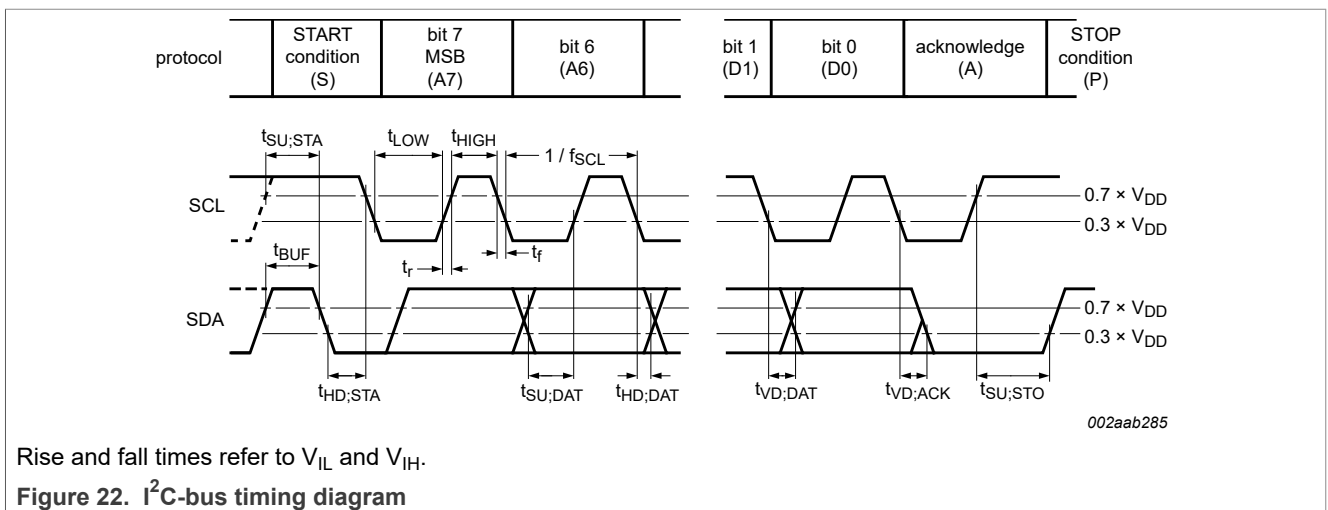 protocol
START
condition
(S)
bit 7
MSB
(A7)
bit 6
(A6)
bit 1
(D1)
bit 0
(D0)
acknowledge
(A)
STOP
condition
(P)
tSU;STA
tLOW
tHIGH
1 / fSCL
SCL
0.7 × VDD
0.3 × VDD
tBUF
tr
tf
SDA
0.7 × VDD
0.3 × VDD
tHD;STA
tSU;DAT
tHD;DAT
tVD;DAT
tVD;ACK
tSU;STO
002aab285
Rise and fall times refer to VIL and VIH.
Figure 22. I²C-bus timing diagram